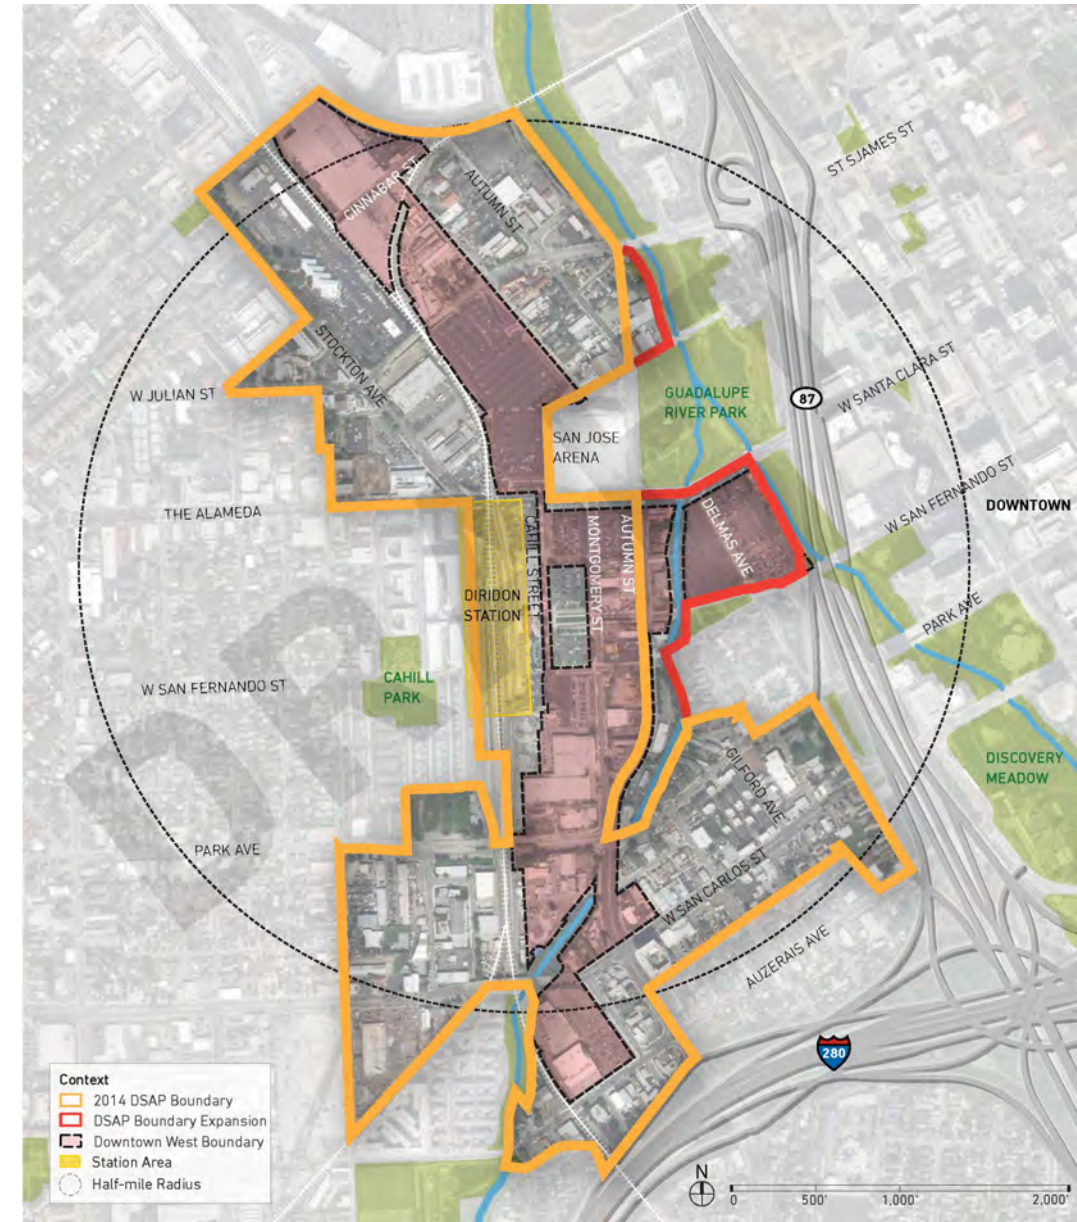 ST SJAMES ST
CINNABAR ST
AUTUMN ST
STOCKTON AVE
W JULIAN ST
GUADALUPE
RIVER PARK
87
W SANTA CLARA ST
SAN JOSE
ARENA
W SAN FERNANDO ST
DOWNTOWN
THE ALAMEDA
CAHILL STREET
MONTGOMERY ST
AUTUMN ST
DELMAS AVE
DIRIDON
STATION
PARK AVE
CAHILL
PARK
W SAN FERNANDO ST
DISCOVERY
MEADOW
GILFORD AVE
PARK AVE
W SAN CARLOS ST
AUZERAIS AVE
280
Context
2014 DSAP Boundary
DSAP Boundary Expansion
Downtown West Boundary
Station Area
Half-mile Radius
N
0 500' 1,000' 2,000'